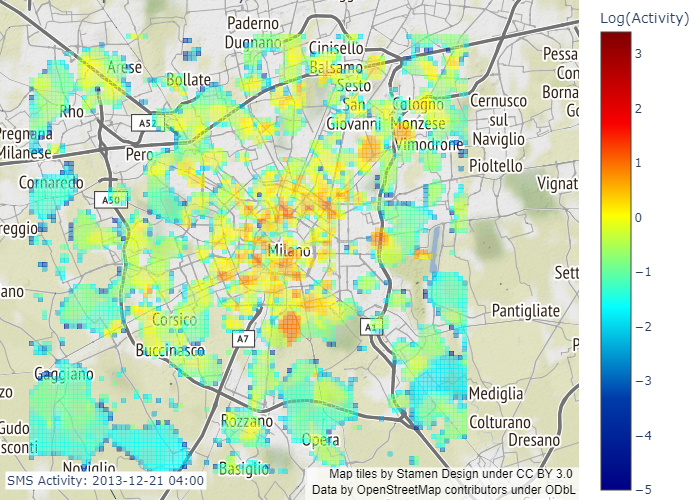 Log(Activity)
Paderno
Dugnano
Cinisello
Balsamo
Arese
Bollate
Sesto
San
Giovanni
Cologno
Monzese
Cernusco
sul
Naviglio
Rho
A52
Pregnana
Milanese
Pero
Vimodrone
Pioltello
Cornaredo
A50
Vignat
reggio
Milano
Sett
ano
Pantigliate
Corsico
A7
A1
Buccinasco
Gaggiano
Mediglia
Rozzano
Colturano
Opera
Dresano
Gudo
sconti
Noviglio
Basiglio
Pessa
Con
Borna
Go
zo
P
3
2
1
0
−1
−2
−3
−4
−5
SMS Activity: 2013-12-21 04:00
Map tiles by Stamen Design under CC BY 3.0
Data by OpenStreetMap contributors under ODbL